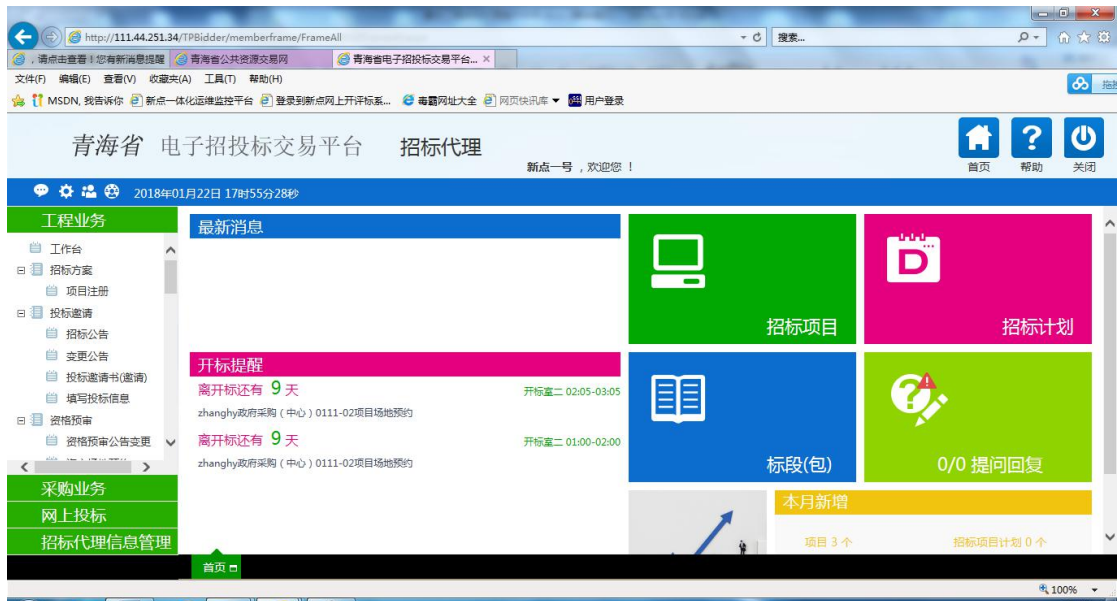 http://111.44.251.34/TPBidder/memberframe/FrameAll
搜索...
，请点击查看！您有新消息提醒
青海省公共资源交易网
青海省电子招投标交易平台... ×
文件(F) 编辑(E) 查看(V) 收藏夹(A) 工具(T) 帮助(H)
MSDN, 我告诉你 新点一体化运维监控平台 登录到新点网上开评标系... 毒霸网址大全 网页快讯库 用户登录
青海省 电子招投标交易平台 招标代理
新点一号，欢迎您！
首页 帮助 关闭
2018年01月22日 17时55分28秒
工程业务
工作台
招标方案
项目注册
投标邀请
招标公告
变更公告
投标邀请书(邀请)
填写投标信息
资格预审
资格预审公告变更
采购业务
网上投标
招标代理信息管理
最新消息
开标提醒
离开标还有 9 天 开标室二 02:05-03:05
zhanghy政府采购（中心）0111-02项目场地预约
离开标还有 9 天 开标室二 01:00-02:00
zhanghy政府采购（中心）0111-02项目场地预约
招标项目
D
招标计划
标段(包)
0/0 提问回复
本月新增
项目 3 个 招标项目计划 0 个
首页
100%